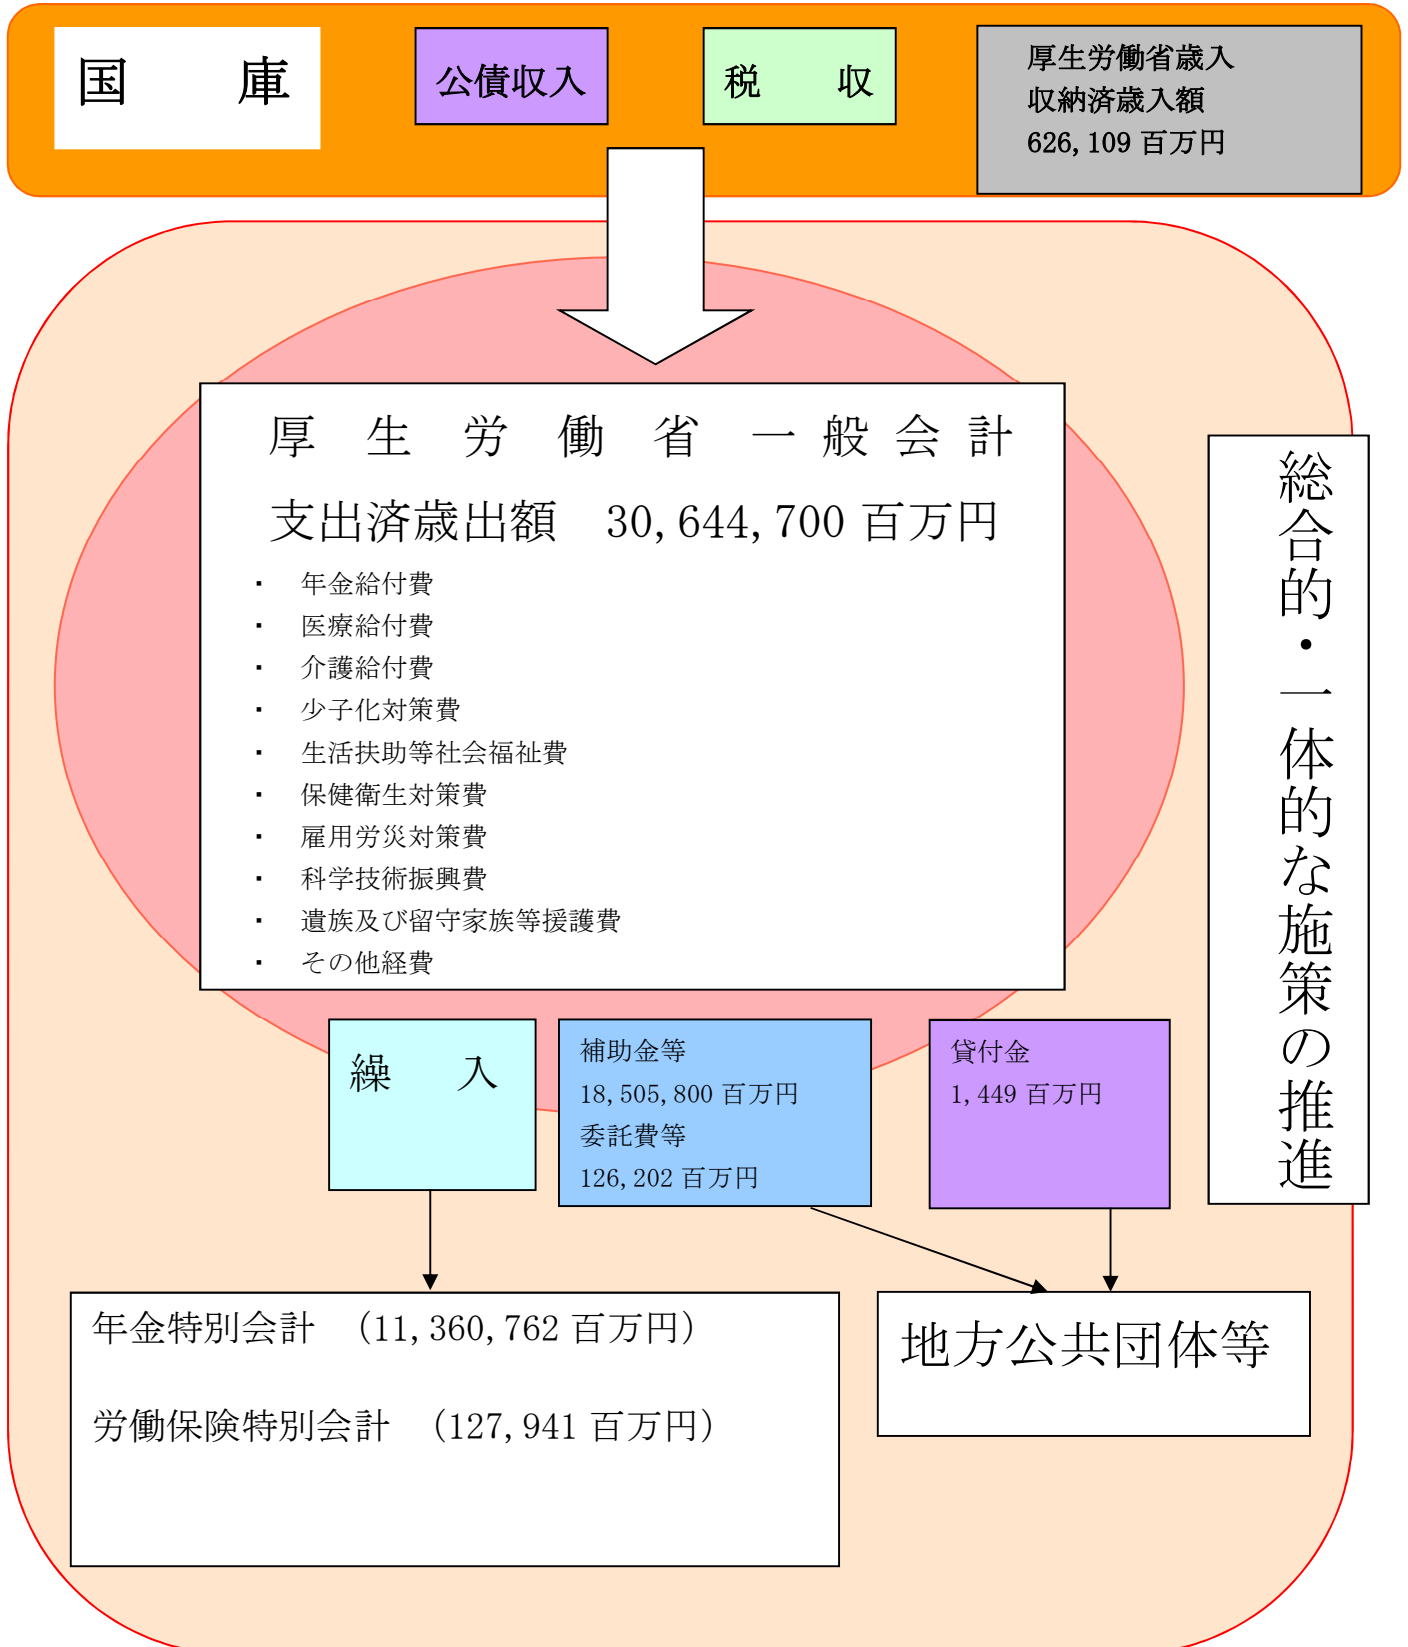 国　庫
公債収入
税　収
厚生労働省歳入
収納済歳入額
626,109 百万円
厚 生 労 働 省 一 般 会 計
支出済歳出額　30,644,700 百万円
・ 年金給付費
・ 医療給付費
・ 介護給付費
・ 少子化対策費
・ 生活扶助等社会福祉費
・ 保健衛生対策費
・ 雇用労災対策費
・ 科学技術振興費
・ 遺族及び留守家族等援護費
・ その他経費
総合的・一体的な施策の推進
繰　入
補助金等
18,505,800 百万円
委託費等
126,202 百万円
貸付金
1,449 百万円
年金特別会計　（11,360,762 百万円）
労働保険特別会計　（127,941 百万円）
地方公共団体等